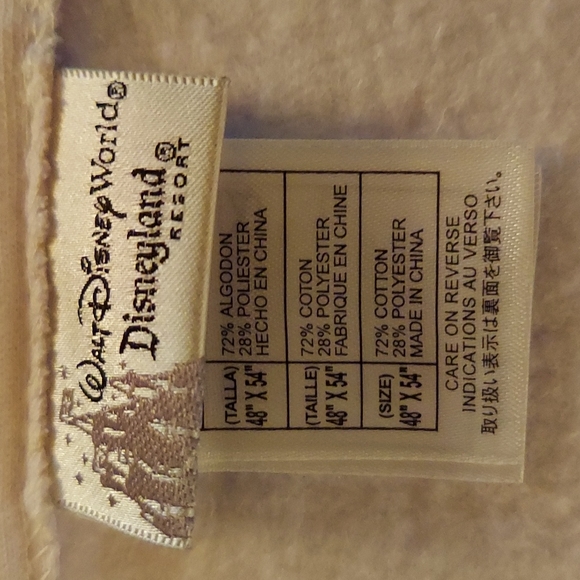 WALT DISNEY World®
Disneyland®
RESORT
(TALLA)
48" X 54"
72% ALGODON
28% POLIESTER
HECHO EN CHINA
(TAILLE)
48" X 54"
72% COTON
28% POLYESTER
FABRIQUE EN CHINE
(SIZE)
48" X 54"
72% COTTON
28% POLYESTER
MADE IN CHINA
CARE ON REVERSE
INDICATIONS AU VERSO
取り扱い表示は裏面を御覧下さい。